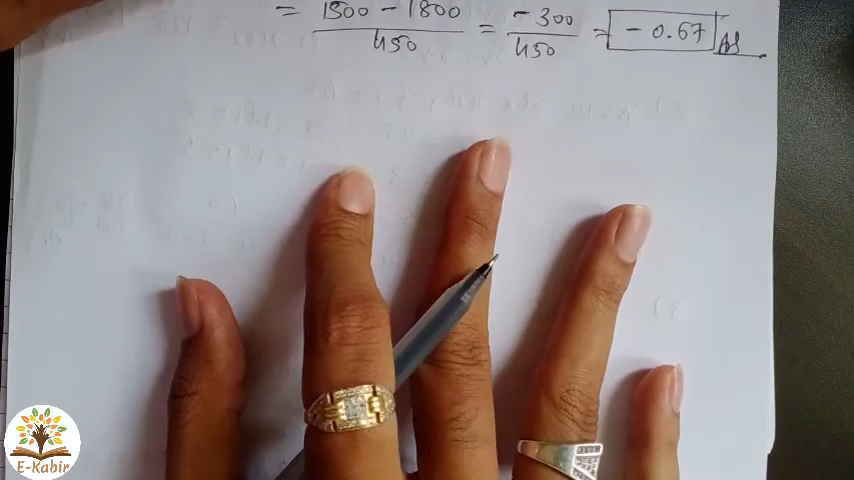 = 1500 - 1800 / 450 = - 300 / 450 = - 0.67 Ans
E-Kabir